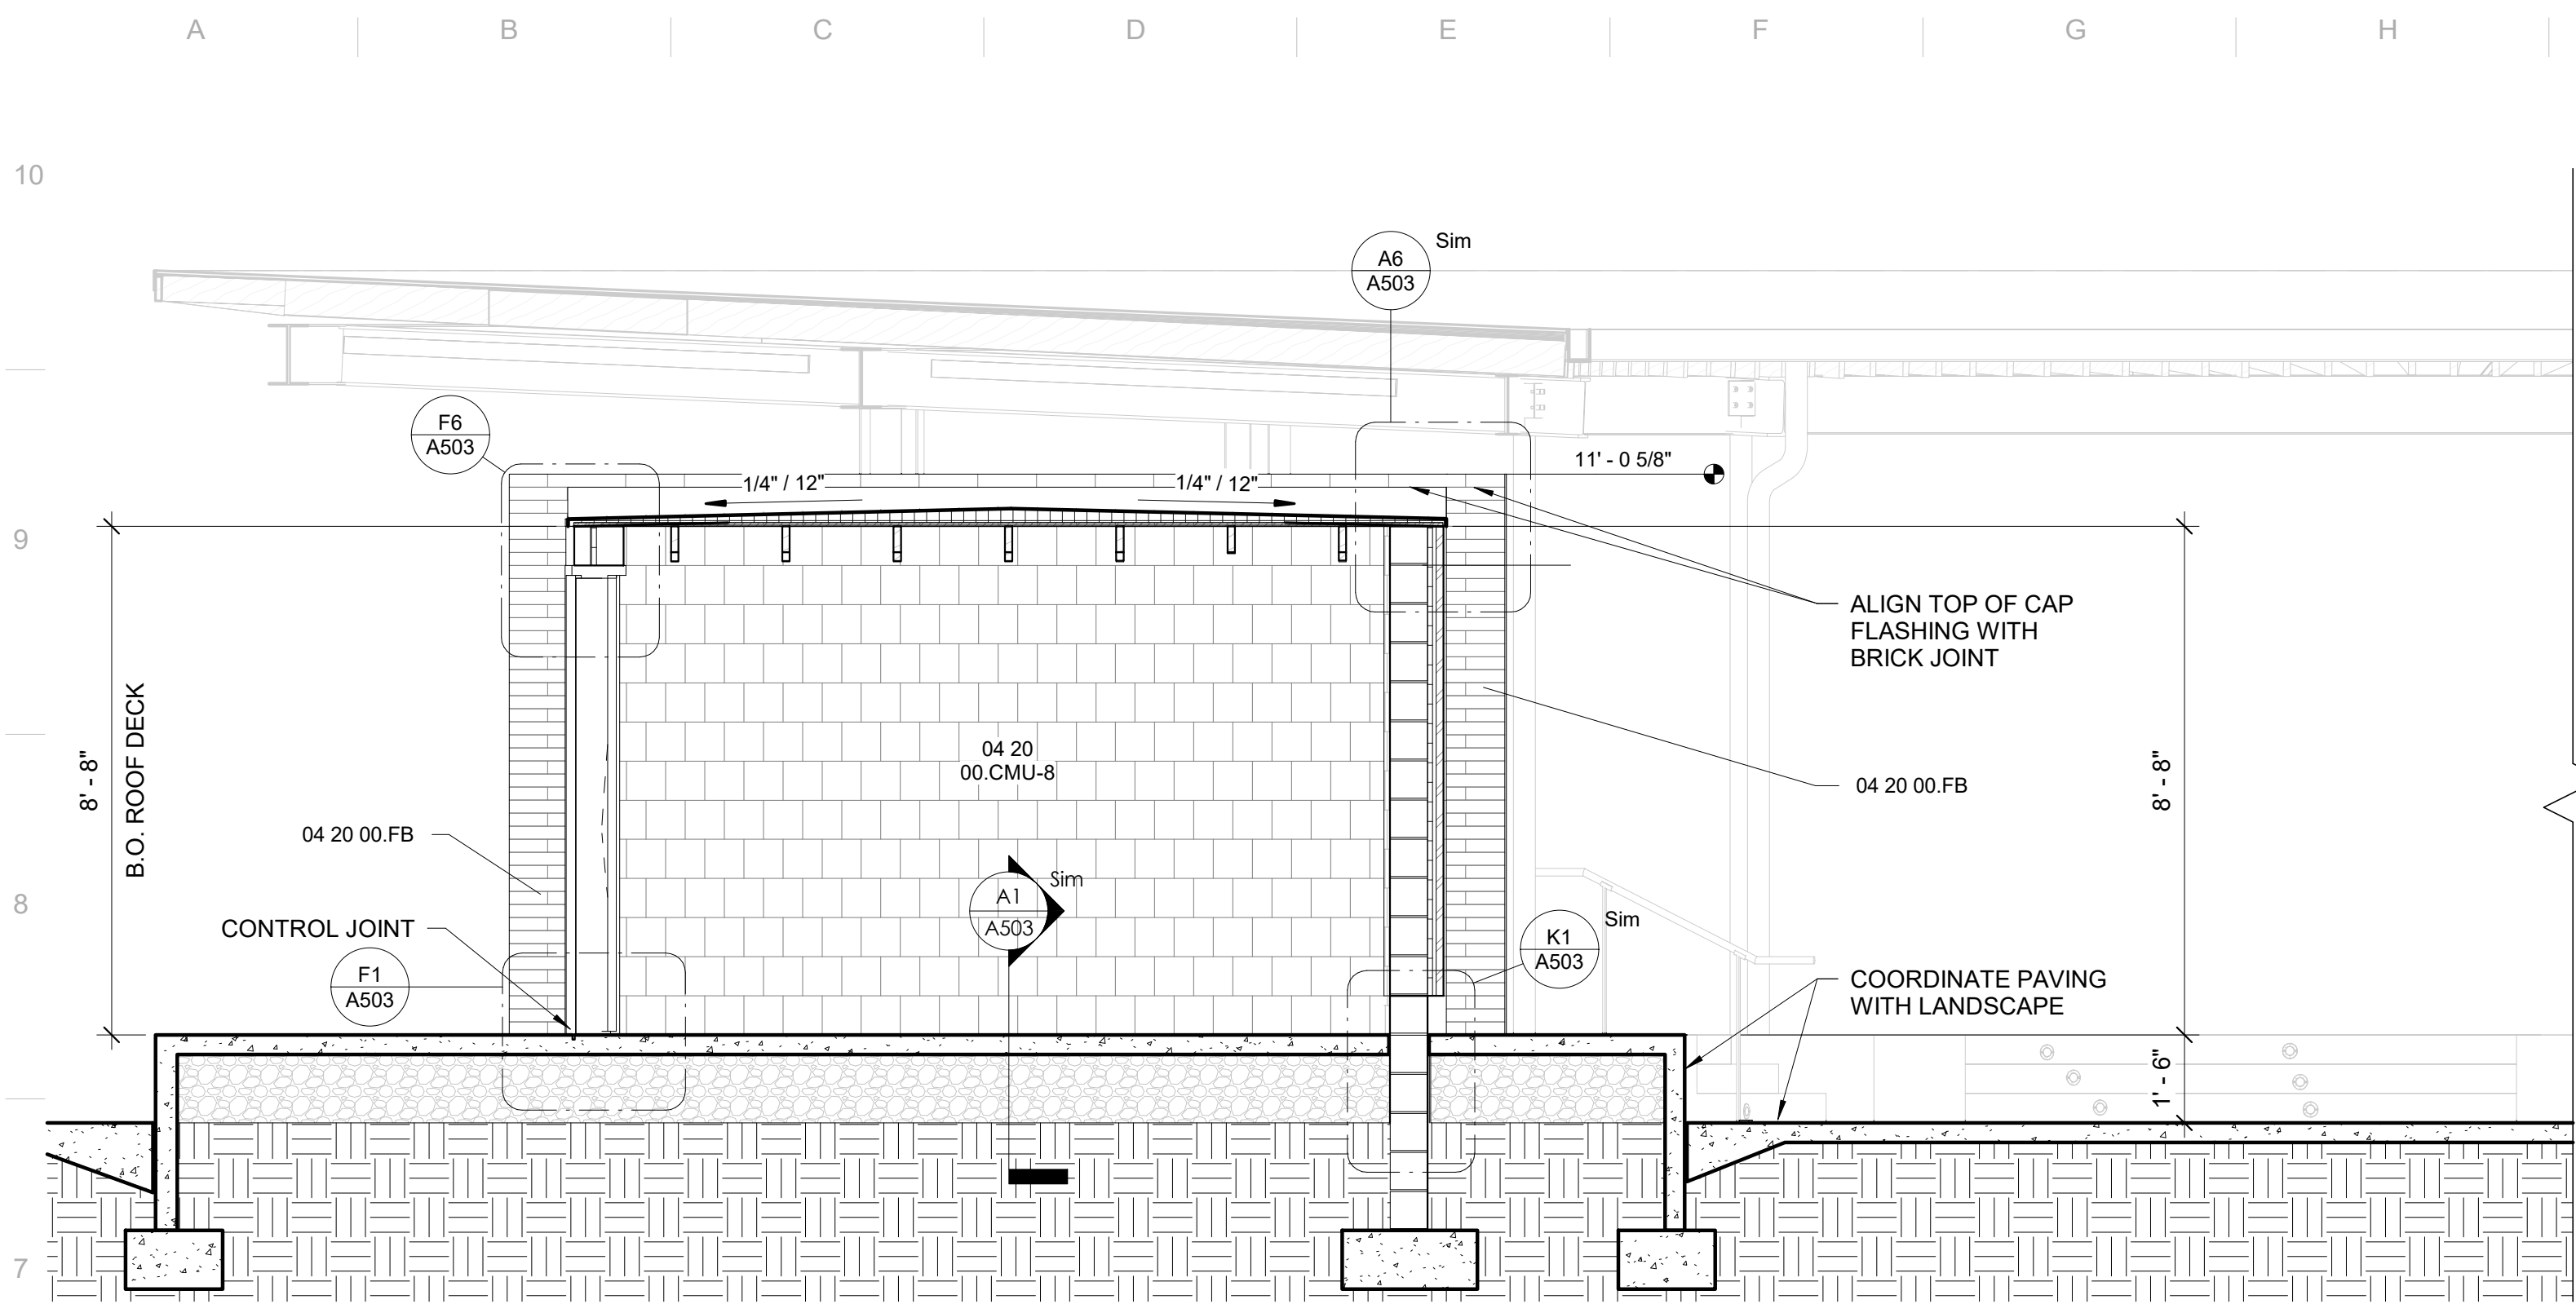 A B C D E F G H
10
A6
A503
Sim
F6
A503
1/4" / 12"
1/4" / 12"
11' - 0 5/8"
9
ALIGN TOP OF CAP
FLASHING WITH
BRICK JOINT
8' - 8"
B.O. ROOF DECK
04 20
00.CMU-8
04 20 00.FB
8' - 8"
04 20 00.FB
8
CONTROL JOINT
A1
A503
Sim
K1
A503
Sim
F1
A503
COORDINATE PAVING
WITH LANDSCAPE
1' - 6"
7